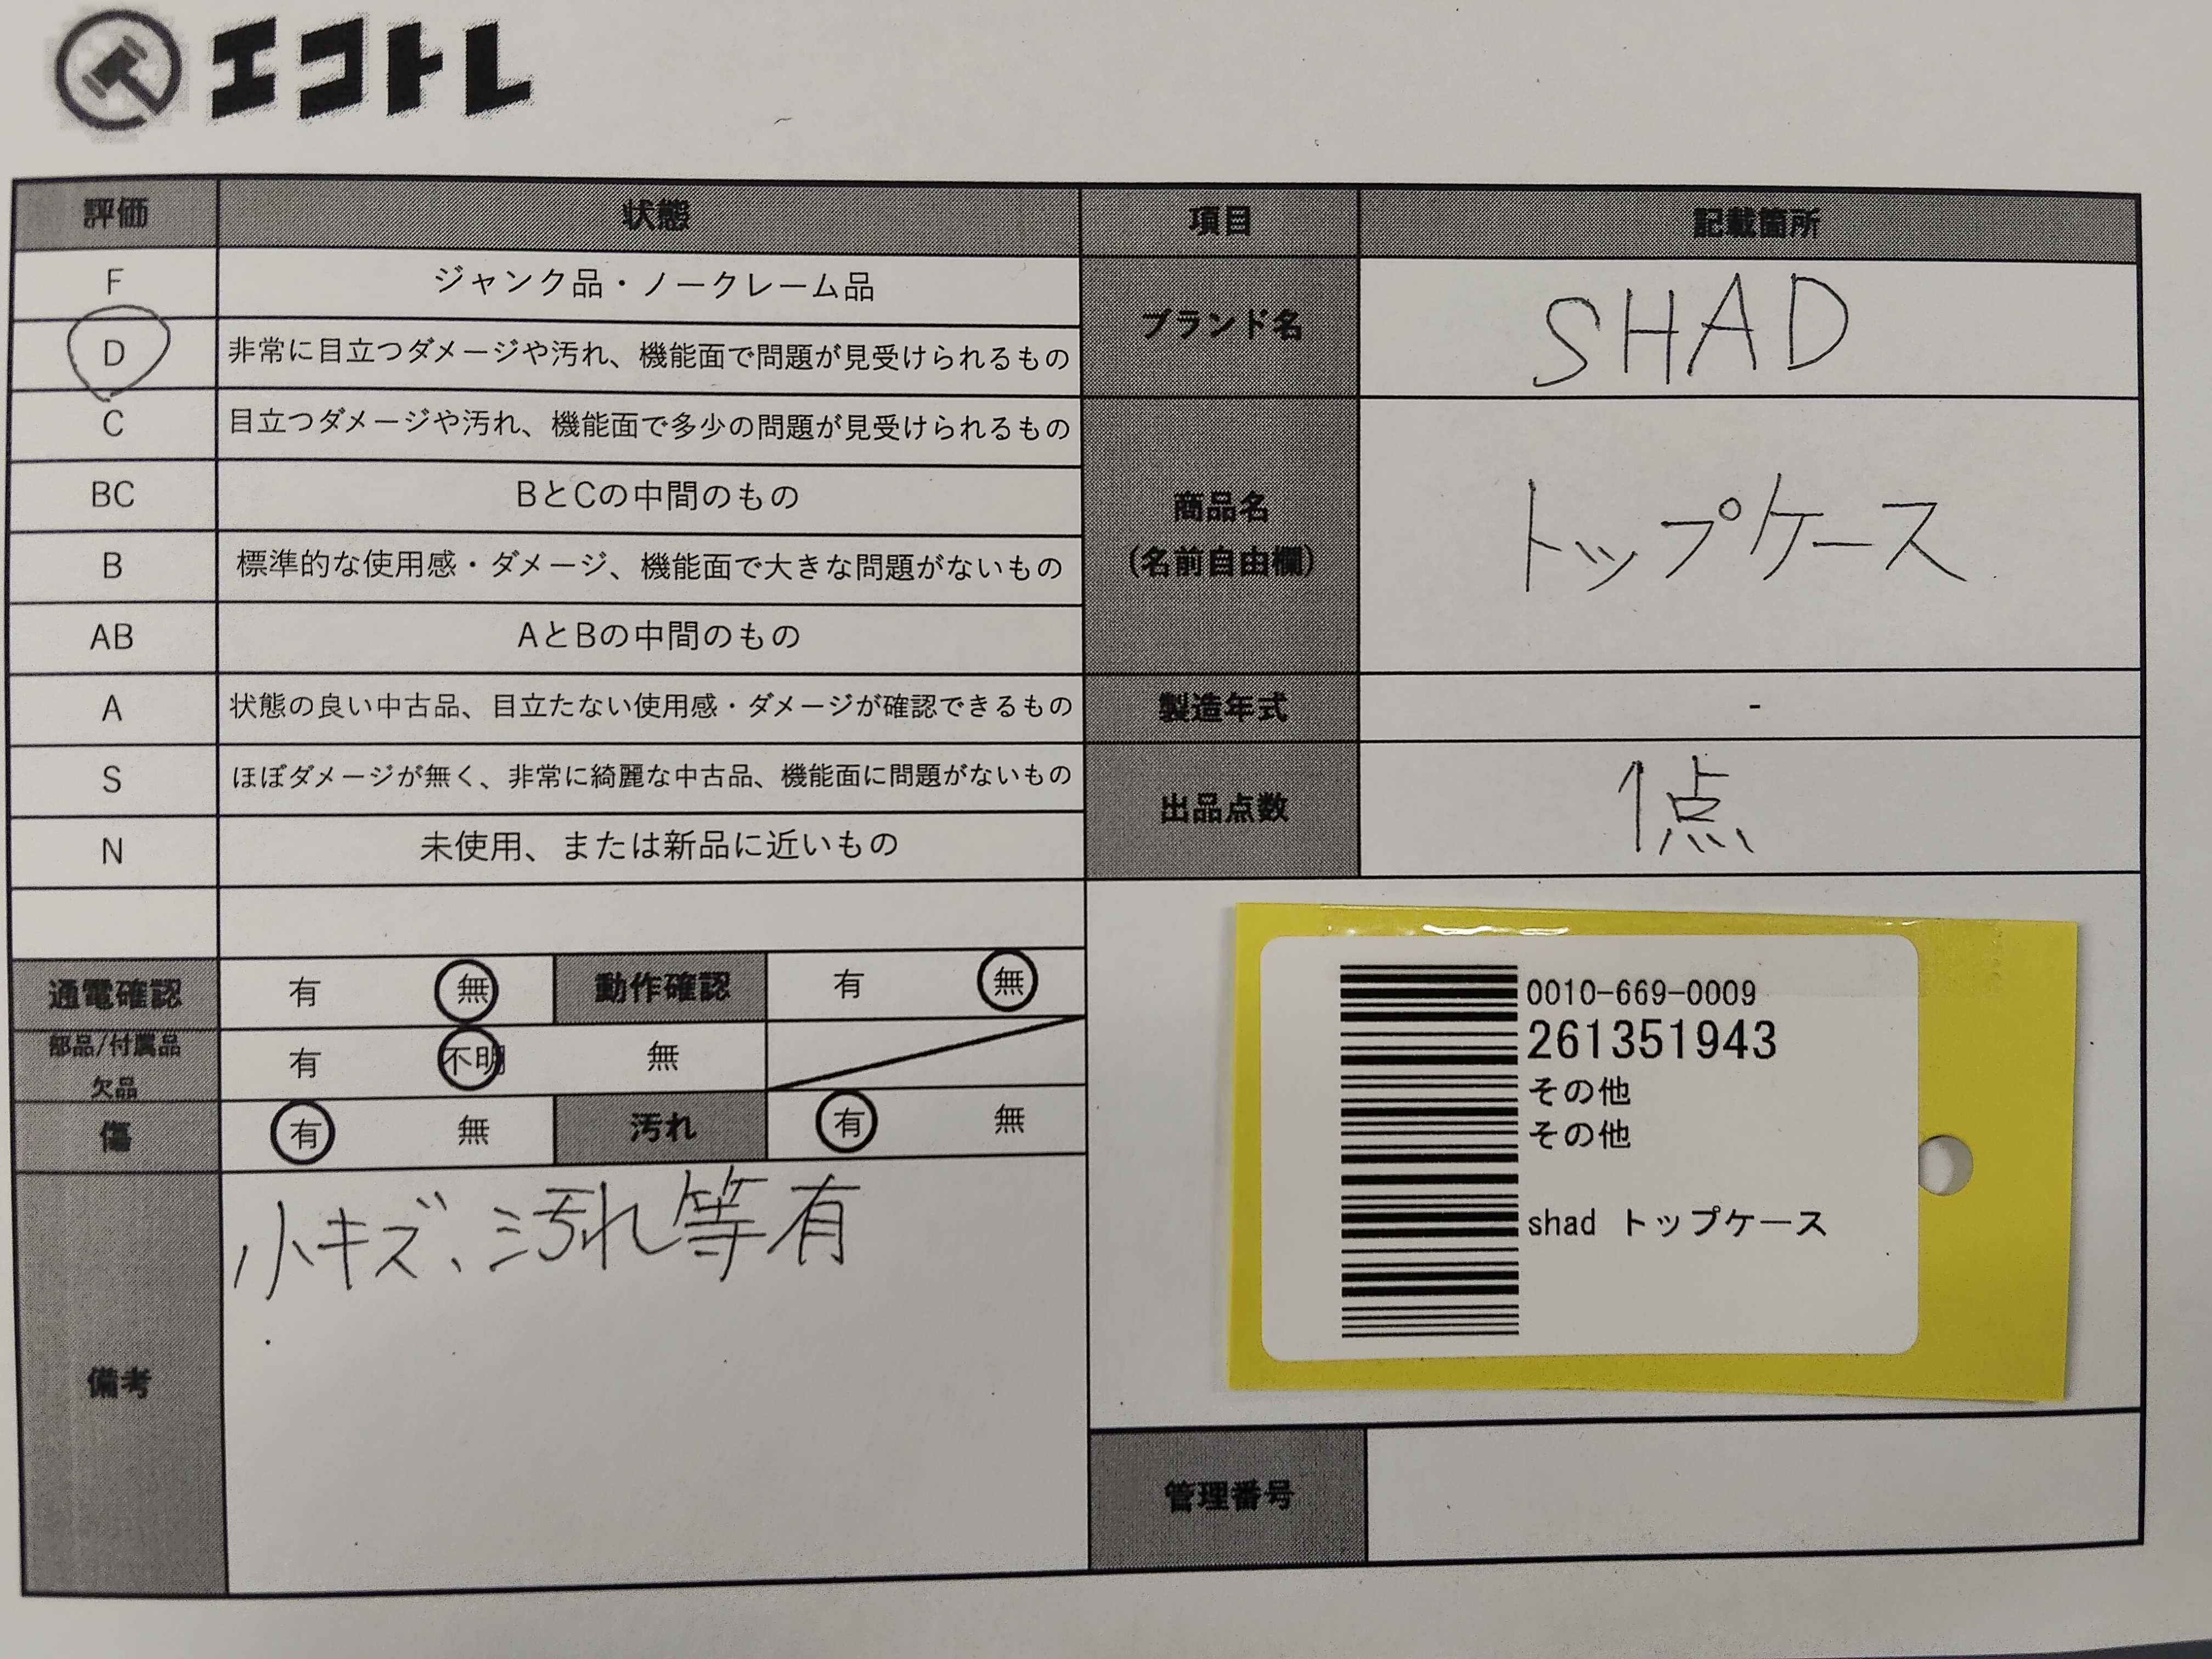 エコトレ
評価 状態 項目 記載箇所
F ジャンク品・ノークレーム品
D 非常に目立つダメージや汚れ、機能面で問題が見受けられるもの
ブランド名 SHAD
C 目立つダメージや汚れ、機能面で多少の問題が見受けられるもの
BC BとCの中間のもの
B 標準的な使用感・ダメージ、機能面で大きな問題がないもの
商品名
(名前自由欄)
トップケース
AB AとBの中間のもの
A 状態の良い中古品、目立たない使用感・ダメージが確認できるもの
製造年式 -
S ほぼダメージが無く、非常に綺麗な中古品、機能面に問題がないもの
出品点数 1点
N 未使用、または新品に近いもの
通電確認 有 無 動作確認 有 無
部品/付属品
欠品
有 不明 無
傷 有 無 汚れ 有 無
備考
小キズ、汚れ等有
0010-669-0009
261351943
その他
その他
shad トップケース
管理番号